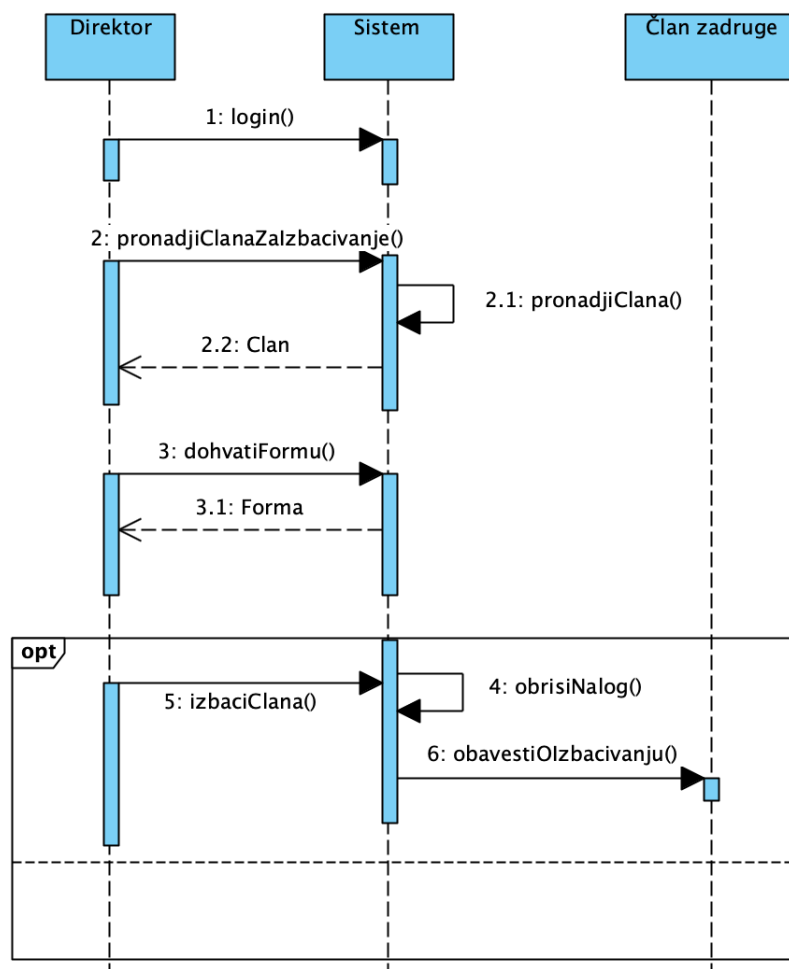 Direktor
Sistem
Član zadruge
1: login()
2: pronadjiClanaZaIzbacivanje()
2.1: pronadjiClana()
2.2: Clan
3: dohvatiFormu()
3.1: Forma
opt
4: obrisiNalog()
5: izbaciClana()
6: obavestiOIzbacivanju()